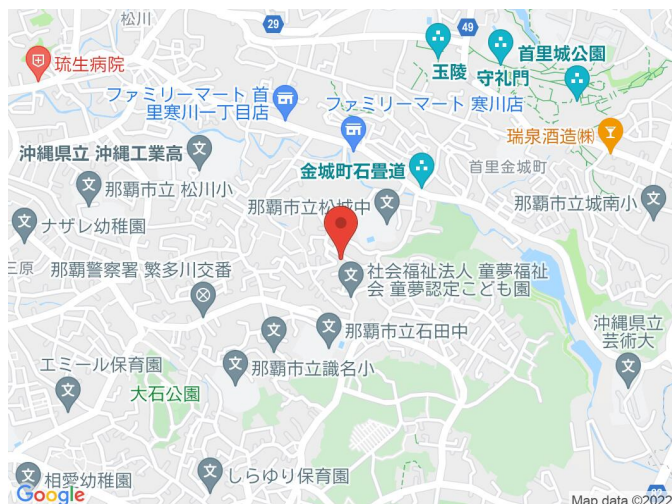 松川
29
49
琉生病院
玉陵
首里城公園
守礼門
ファミリーマート 首
里寒川一丁目店
ファミリーマート 寒川店
瑞泉酒造㈱
沖縄県立 沖縄工業高
金城町石畳道
首里金城町
那覇市立 松川小
那覇市立松城中
那覇市立城南小
ナザレ幼稚園
三原
那覇警察署 繁多川交番
社会福祉法人 童夢福祉
会 童夢認定こども園
那覇市立石田中
沖縄県立
芸術大
エミール保育園
那覇市立識名小
大石公園
相愛幼稚園
しらゆり保育園
Google
Map data ©2022